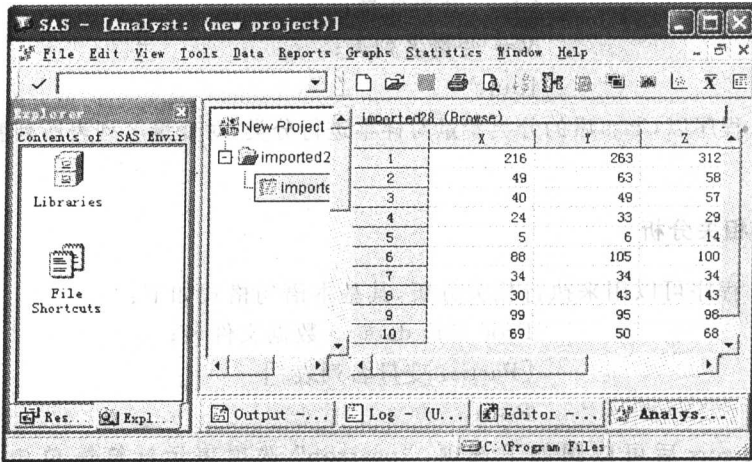 SAS - [Analyst: (new project)]
File Edit View Tools Data Reports Graphs Statistics Window Help
Explorer
Contents of 'SAS Envir
Libraries
File Shortcuts
New Project
imported2
importe
imported28 (Browse)
X Y Z
1 216 263 312
2 49 63 58
3 40 49 57
4 24 33 29
5 5 6 14
6 88 105 100
7 34 34 34
8 30 43 43
9 99 95 98
10 69 50 68
Res... Expl... Output -... Log - (U... Editor -... Analys...
C:\Program Files